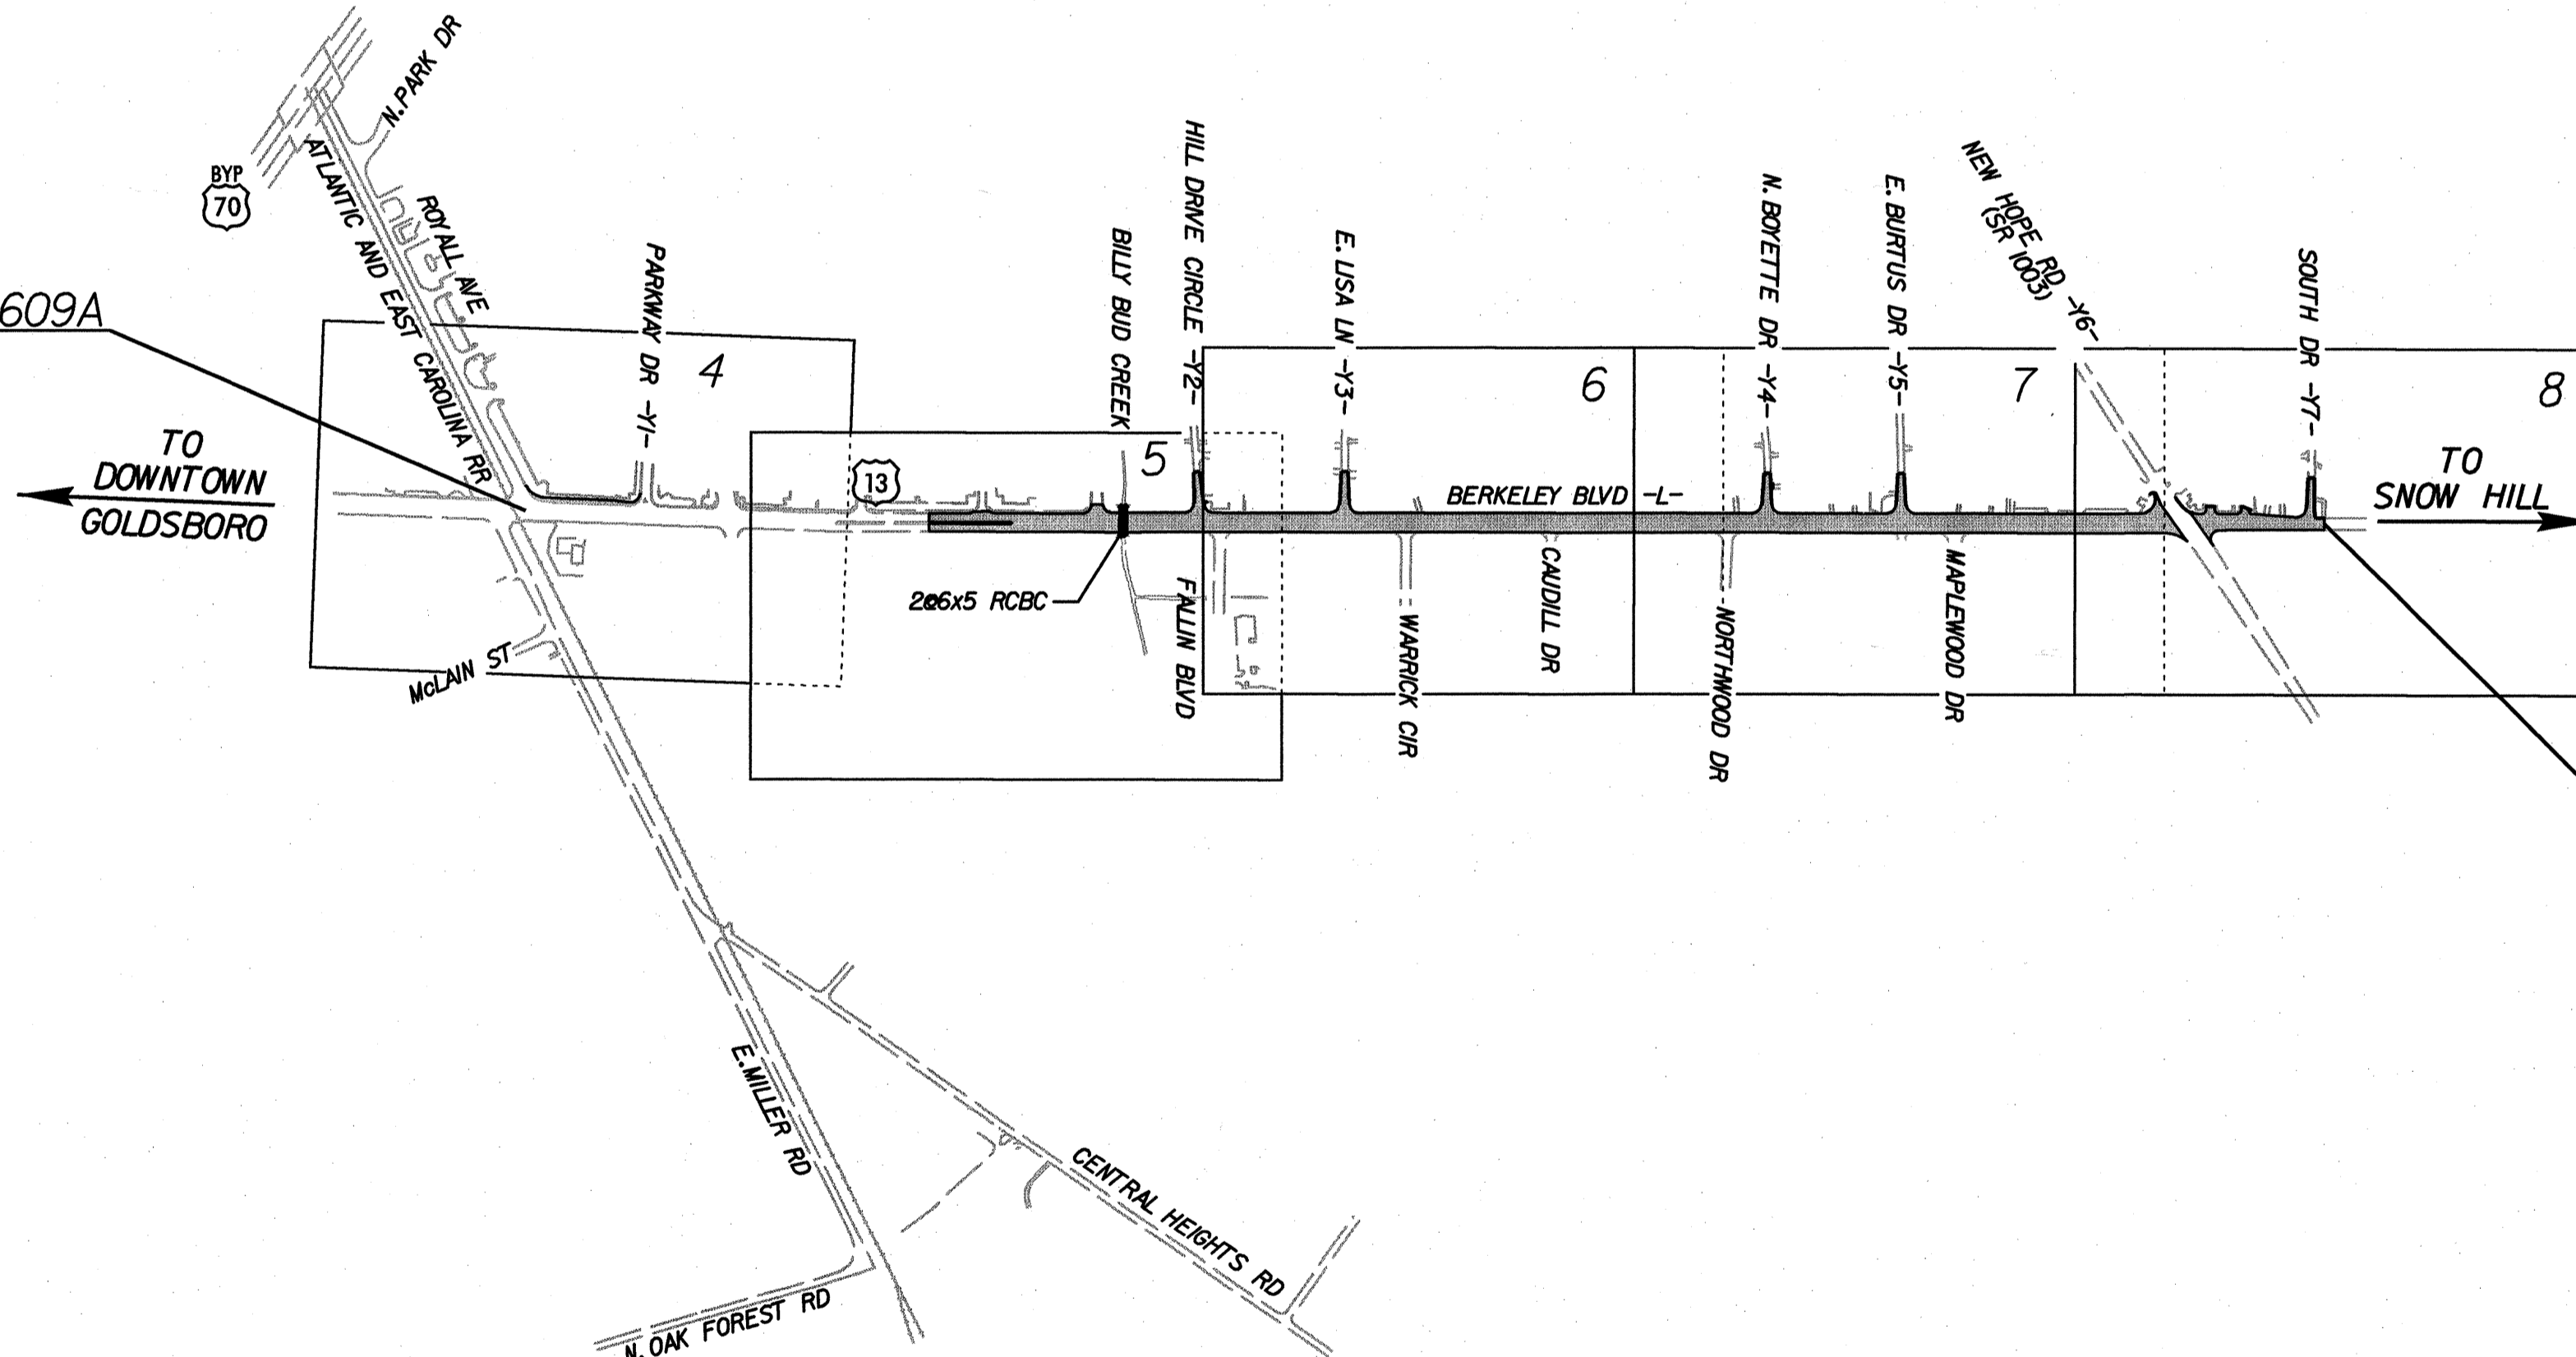 N. PARK DR
BYP
70
ATLANTIC AND EAST CAROLINA RR
ROYALL AVE
609A
TO
DOWNTOWN
GOLDSBORO
PARKWAY DR -Y1-
4
13
BILLY BUD CREEK
5
HILL DRIVE CIRCLE -Y2-
E. LISA LN -Y3-
6
BERKELEY BLVD -L-
N. BOYETTE DR -Y4-
E. BURTUS DR -Y5-
7
NEW HOPE RD -Y6-
(SR 1003)
SOUTH DR -Y7-
8
TO
SNOW HILL
2@6x5 RCBC
FALLIN BLVD
WARRICK CIR
CAUDILL DR
NORTHWOOD DR
MAPLEWOOD DR
McLAIN ST
E. MILLER RD
CENTRAL HEIGHTS RD
N. OAK FOREST RD